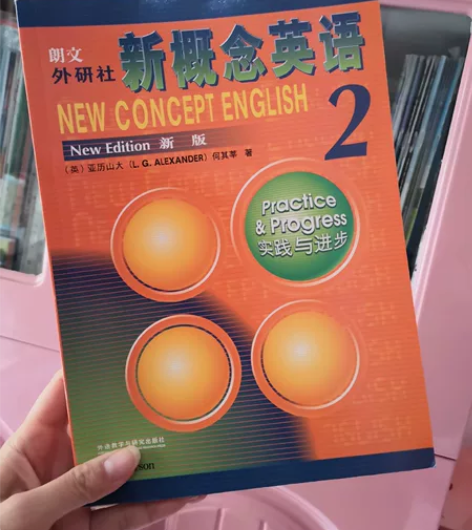 朗文
外研社 新概念英语
NEW CONCEPT ENGLISH
New Edition 新 版
2
(英) 亚历山大 (L. G. ALEXANDER) 何其莘 著
Practice
& Progress
实践与进步
外语教学与研究出版社